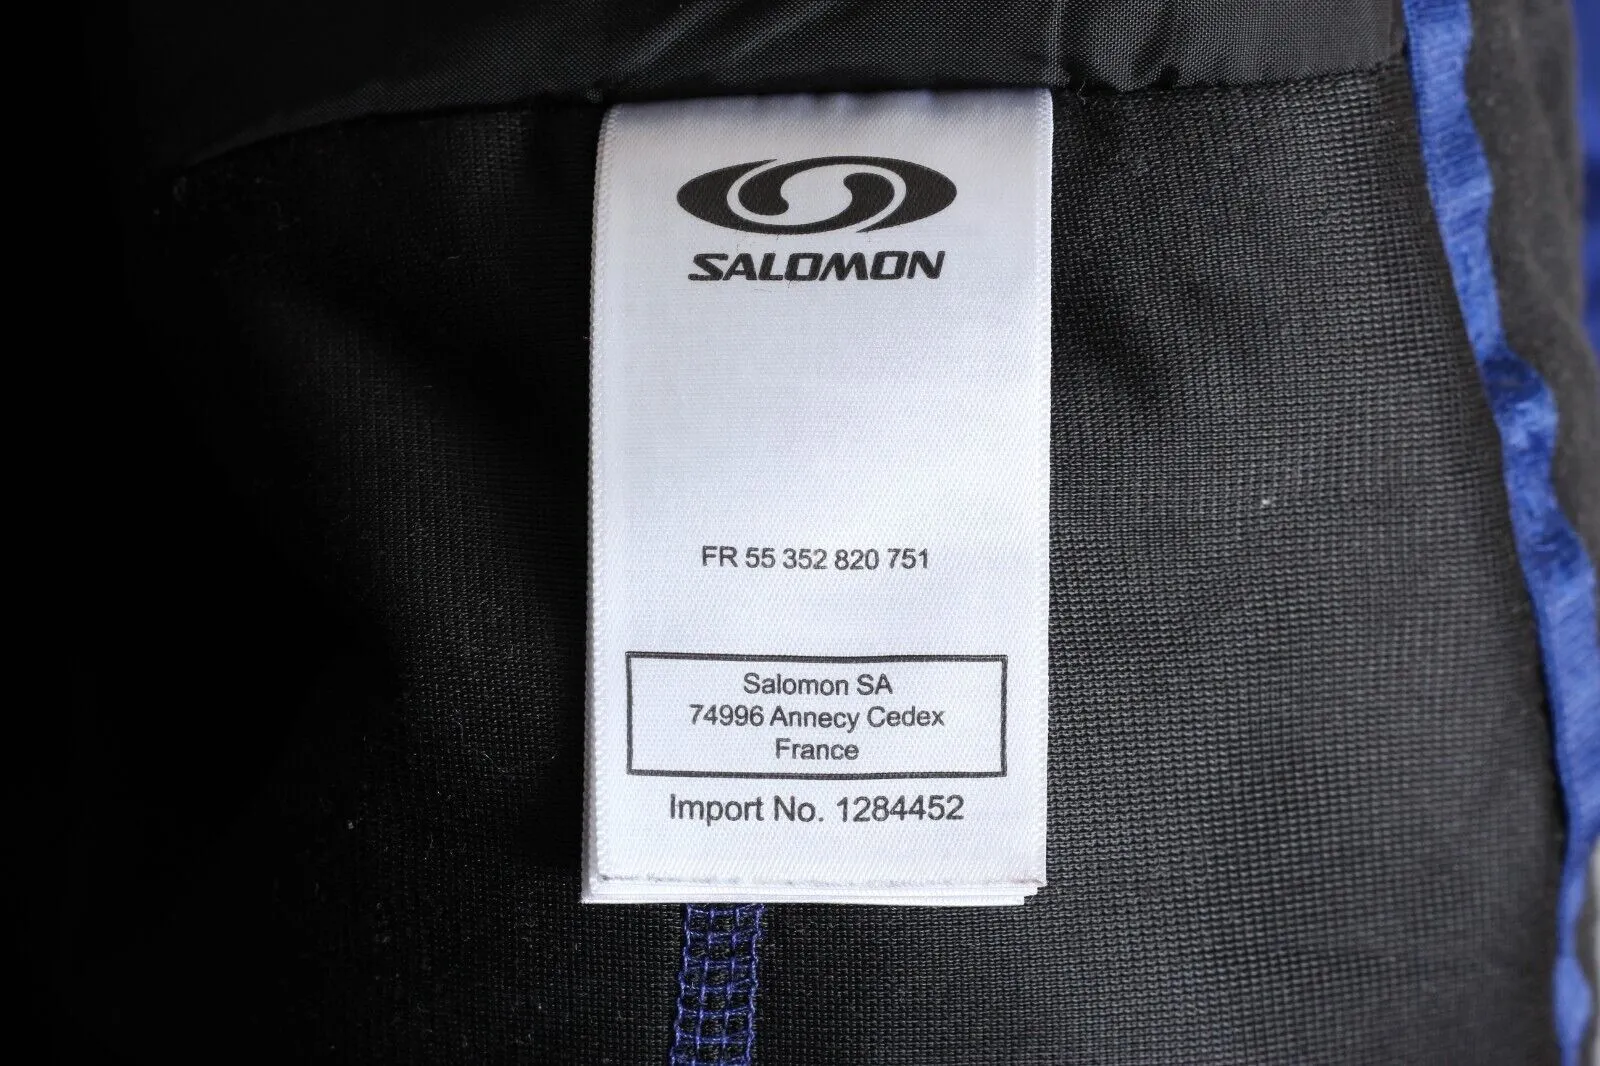 SALOMON
FR 55 352 820 751
Salomon SA
74996 Annecy Cedex
France
Import No. 1284452